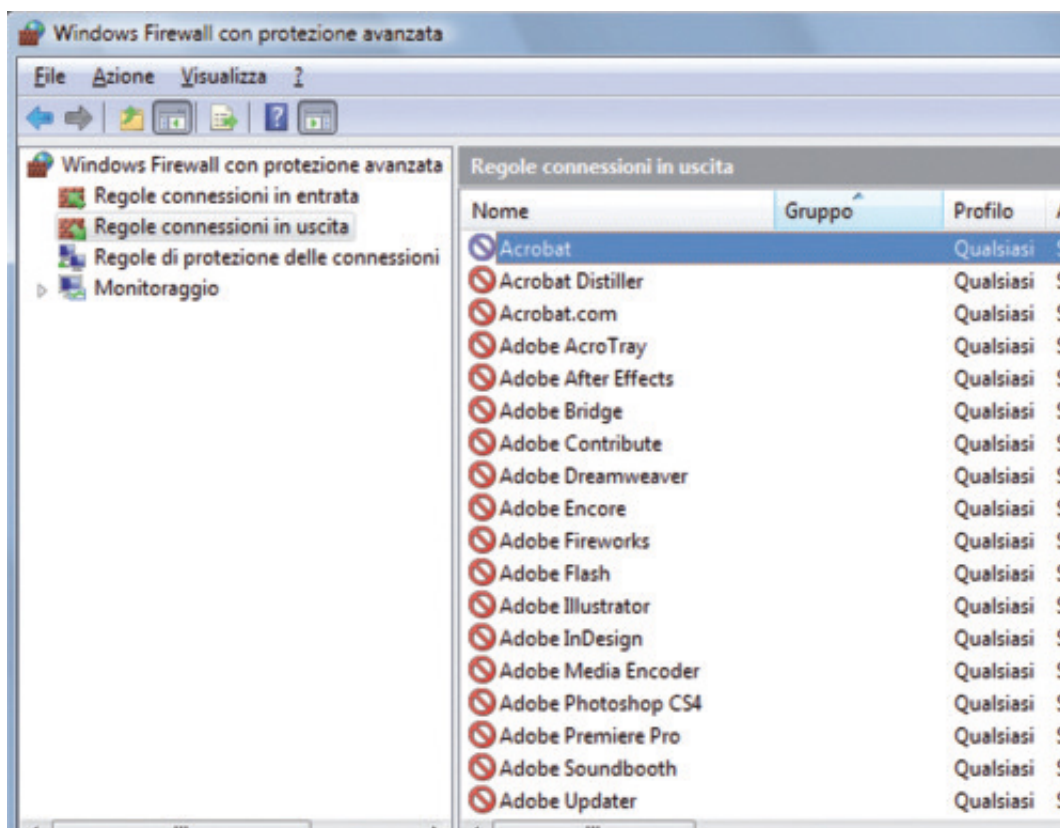 Windows Firewall con protezione avanzata
File Azione Visualizza ?
Windows Firewall con protezione avanzata
Regole connessioni in entrata
Regole connessioni in uscita
Regole di protezione delle connessioni
Monitoraggio
Regole connessioni in uscita
Nome Gruppo Profilo
Acrobat Qualsiasi
Acrobat Distiller Qualsiasi
Acrobat.com Qualsiasi
Adobe AcroTray Qualsiasi
Adobe After Effects Qualsiasi
Adobe Bridge Qualsiasi
Adobe Contribute Qualsiasi
Adobe Dreamweaver Qualsiasi
Adobe Encore Qualsiasi
Adobe Fireworks Qualsiasi
Adobe Flash Qualsiasi
Adobe Illustrator Qualsiasi
Adobe InDesign Qualsiasi
Adobe Media Encoder Qualsiasi
Adobe Photoshop CS4 Qualsiasi
Adobe Premiere Pro Qualsiasi
Adobe Soundbooth Qualsiasi
Adobe Updater Qualsiasi